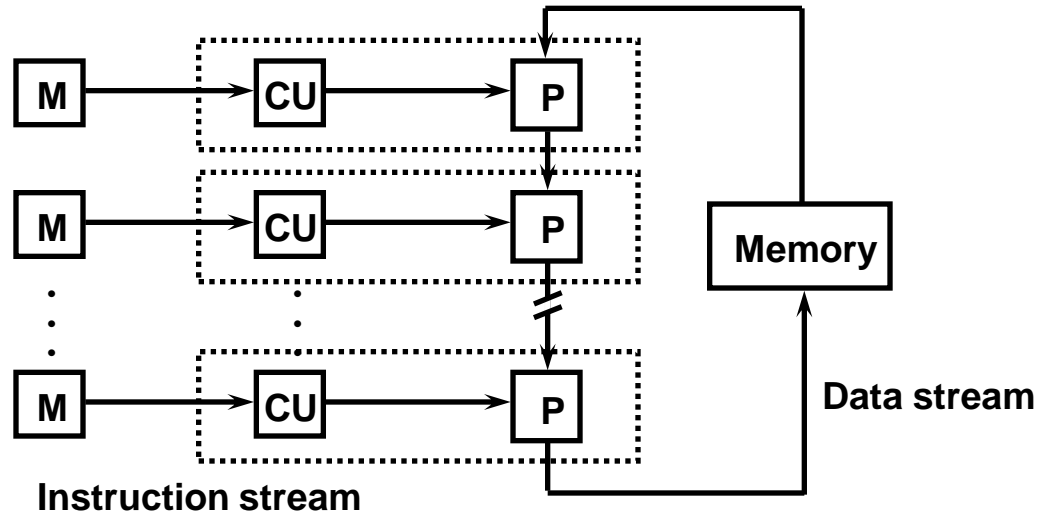 M CU P
M CU P
Memory
M CU P
Data stream
Instruction stream